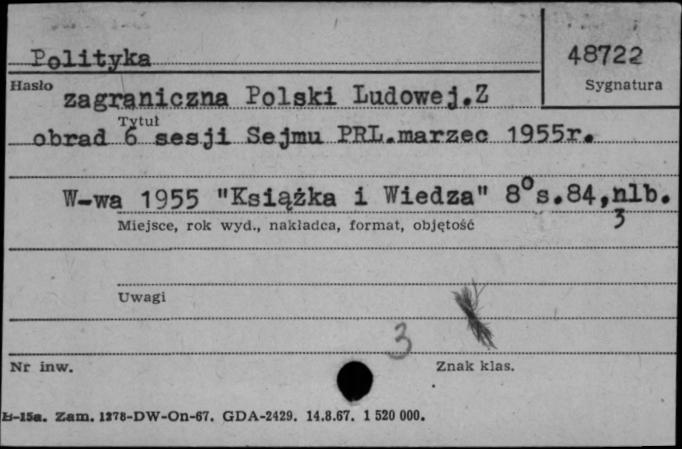 Polityka
48722
Hasło
Sygnatura
zagraniczna Polski Ludowej.Z
Tytuł
obrad 6 sesji Sejmu PRL.marzec 1955r.
W-wa 1955 "Książka i Wiedza" 8° s.84,nlb.
3
Miejsce, rok wyd., nakładca, format, objętość
Uwagi
3
Nr inw.
Znak klas.
B-15a. Zam. 1278-DW-On-67. GDA-2429. 14.8.67. 1 520 000.